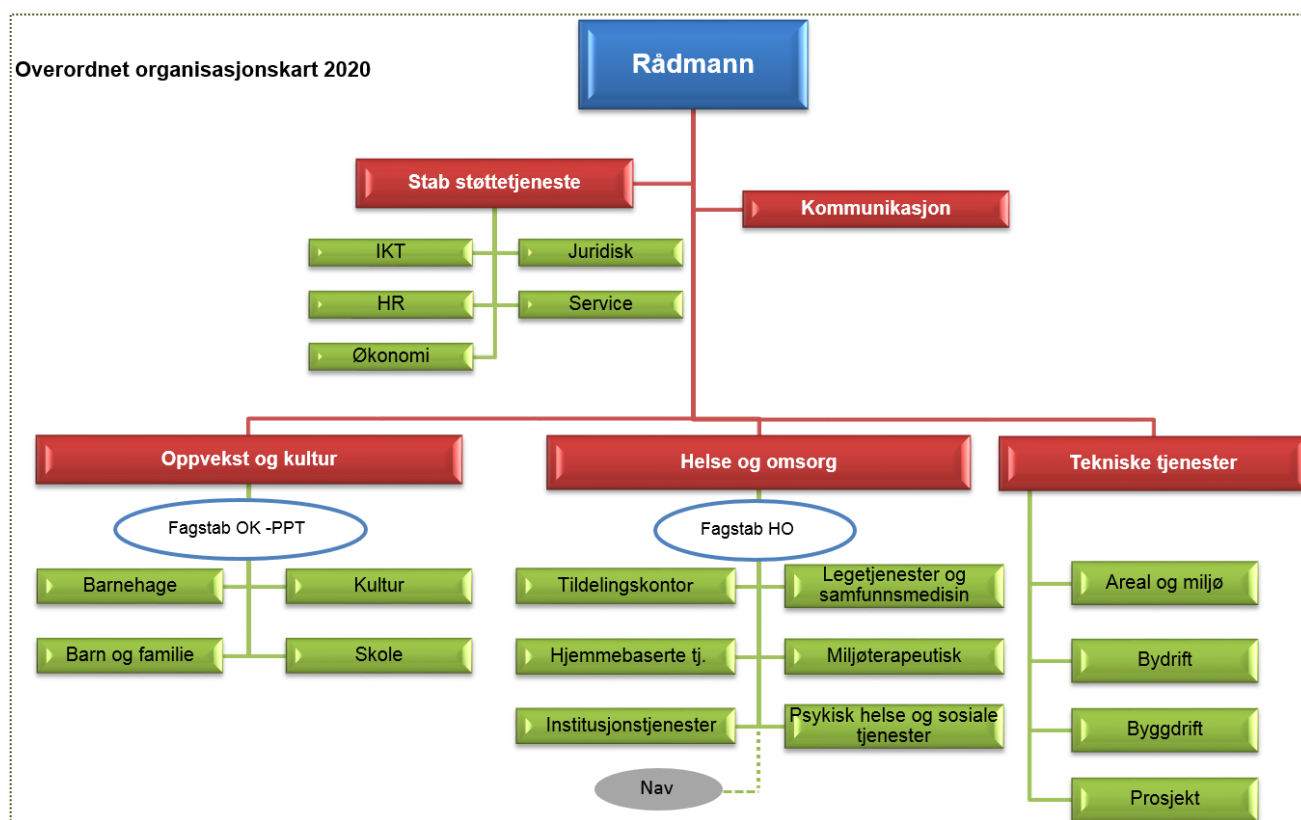 Rådmann
Overordnet organisasjonskart 2020
Stab støttetjeneste
Kommunikasjon
IKT
Juridisk
HR
Service
Økonomi
Oppvekst og kultur
Helse og omsorg
Tekniske tjenester
Fagstab OK -PPT
Fagstab HO
Barnehage
Kultur
Barn og familie
Skole
Tildelingskontor
Legetjenester og
samfunnsmedisin
Hjemmebaserte tj.
Miljøterapeutisk
Institusjonstjenester
Psykisk helse og sosiale
tjenester
Nav
Areal og miljø
Bydrift
Byggdrift
Prosjekt